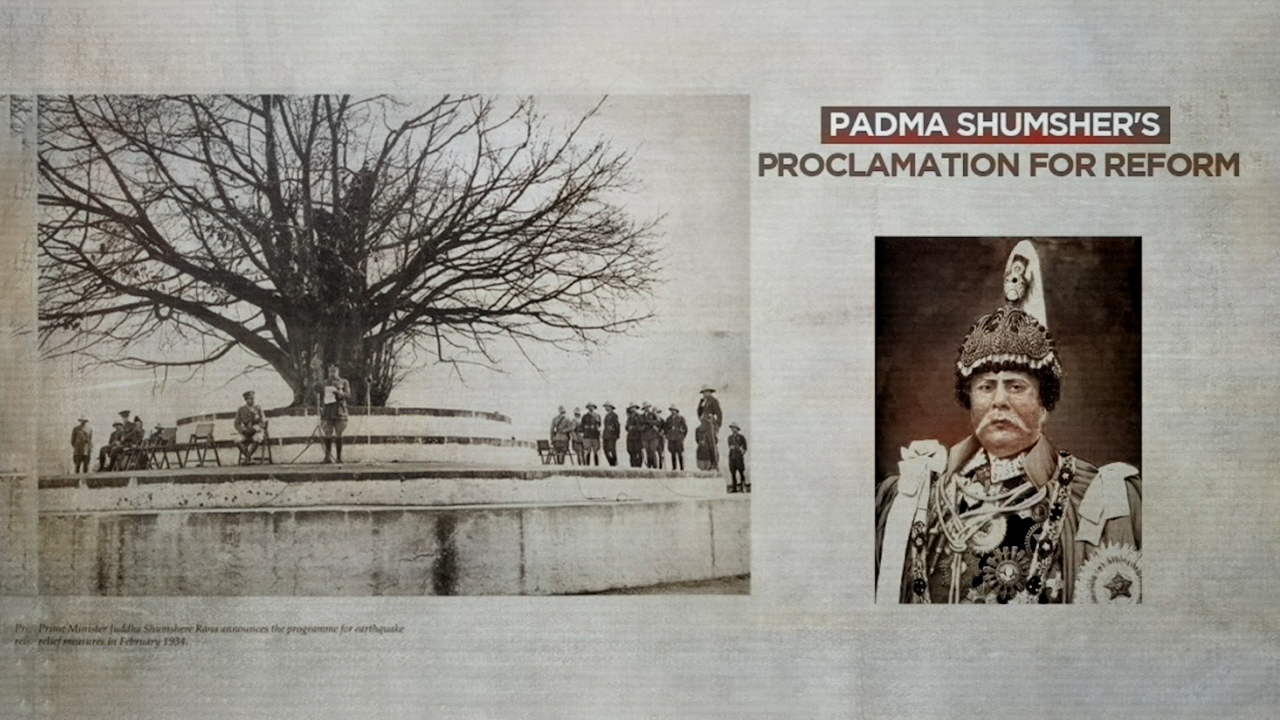 PADMA SHUMSHER'S
PROCLAMATION FOR REFORM
Prime Minister Juddha Shumshere Rana announces the programme for earthquake
relief measures in February 1934.